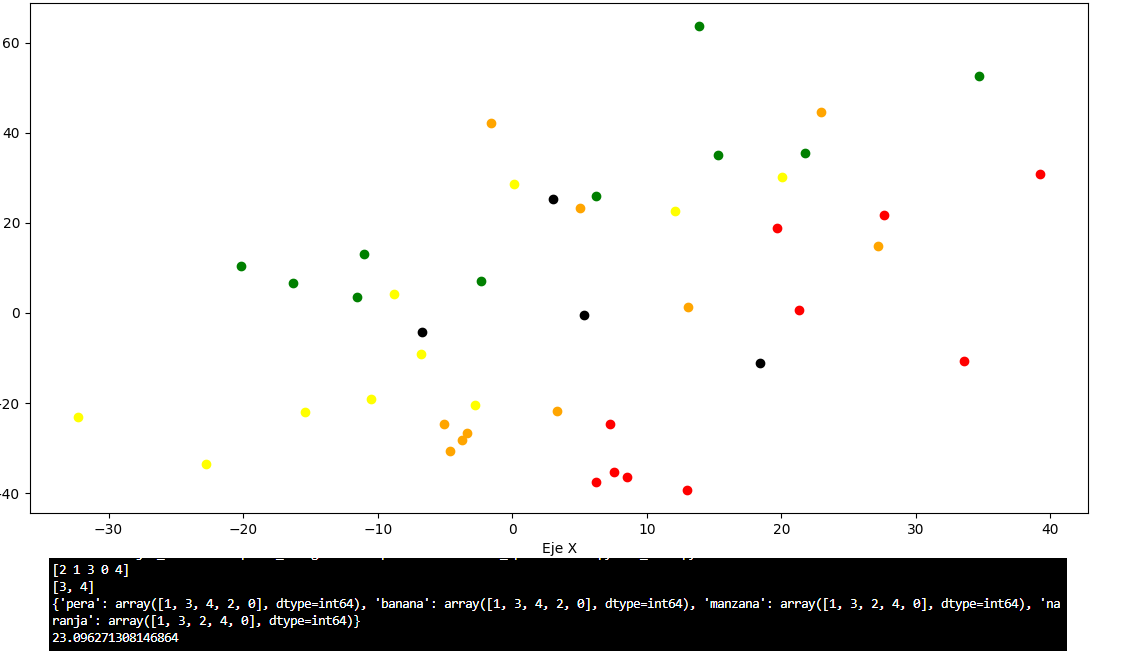 60
40
20
0
-20
-40
−30 −20 −10 0 10 20 30 40
Eje X
[2 1 3 0 4]
[3, 4]
{'pera': array([1, 3, 4, 2, 0], dtype=int64), 'banana': array([1, 3, 4, 2, 0], dtype=int64), 'manzana': array([1, 3, 2, 4, 0], dtype=int64), 'na
ranja': array([1, 3, 2, 4, 0], dtype=int64)}
23.096271308146864